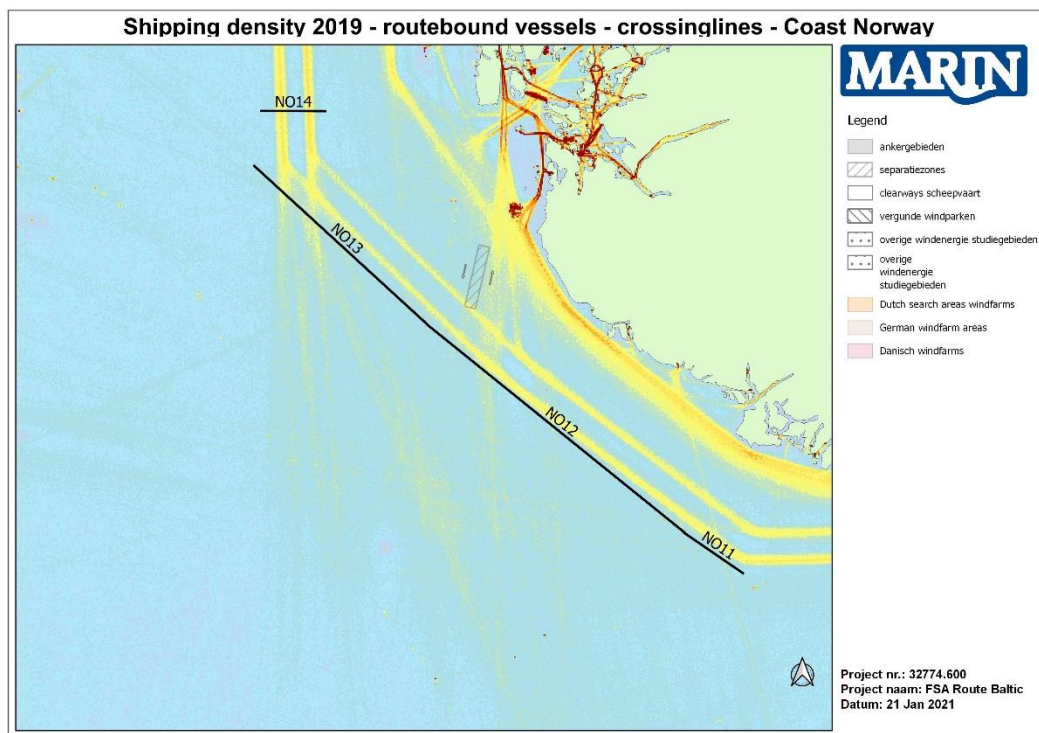 Shipping density 2019 - routebound vessels - crossinglines - Coast Norway
MARIN
NO14
NO13
NO12
NO11
Legend
ankergebieden
separatiezones
clearways scheepvaart
vergunde windparken
overige windenergie studiegebieden
overige
windenergie
studiegebieden
Dutch search areas windfarms
German windfarm areas
Danisch windfarms
Project nr.: 32774.600
Project naam: FSA Route Baltic
Datum: 21 Jan 2021